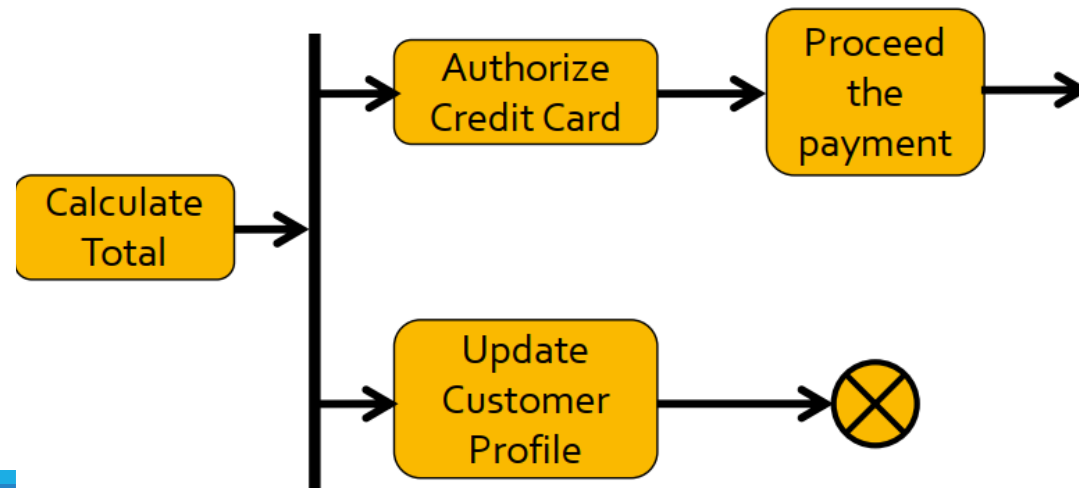 Calculate
Total
Authorize
Credit Card
Proceed
the
payment
Update
Customer
Profile